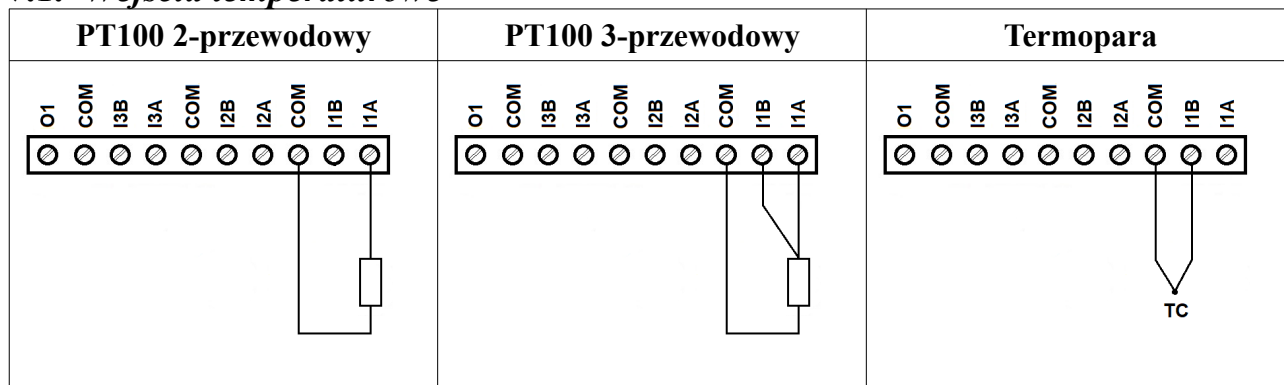 PT100 2-przewodowy
PT100 3-przewodowy
Termopara
O1 COM I3B I3A COM I2B I2A COM I1B I1A
O1 COM I3B I3A COM I2B I2A COM I1B I1A
O1 COM I3B I3A COM I2B I2A COM I1B I1A
TC